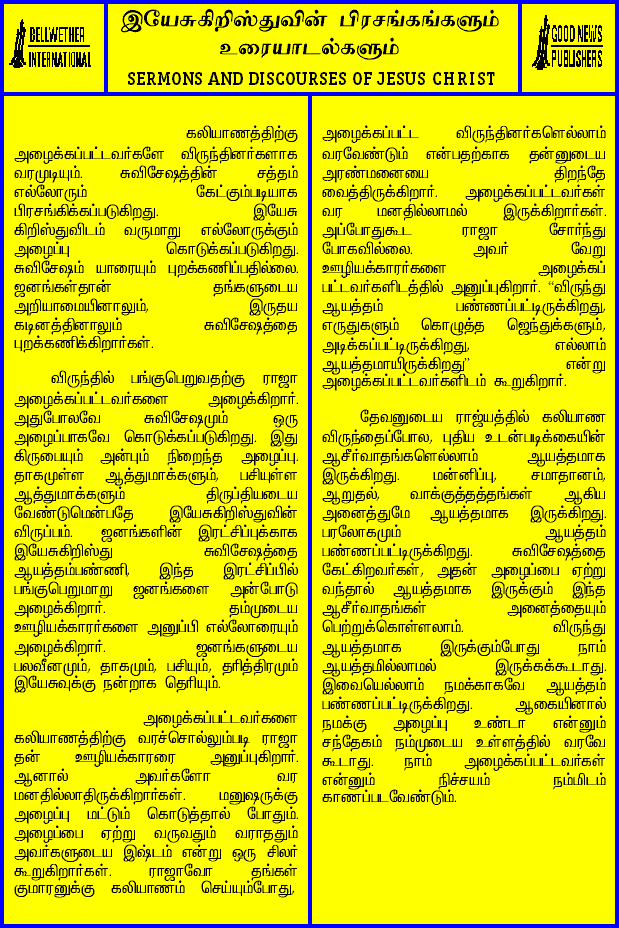 BELLWETHER
INTERNATIONAL
இயேசுகிறிஸ்துவின் பிரசங்கங்களும்
உரையாடல்களும்
SERMONS AND DISCOURSES OF JESUS CHRIST
GOOD NEWS
PUBLISHERS
கலியாணத்திற்கு
அழைக்கப்பட்டவர்களே விருந்தினர்களாக
வரமுடியும். சுவிசேஷத்தின் சத்தம்
எல்லோரும் கேட்கும்படியாக
பிரசங்கிக்கப்படுகிறது. இயேசு
கிறிஸ்துவிடம் வருமாறு எல்லோருக்கும்
அழைப்பு கொடுக்கப்படுகிறது.
சுவிசேஷம் யாரையும் புறக்கணிப்பதில்லை.
ஜனங்கள்தான் தங்களுடைய
அறியாமையினாலும், இருதய
கடினத்தினாலும் சுவிசேஷத்தை
புறக்கணிக்கிறார்கள்.
விருந்தில் பங்குபெறுவதற்கு ராஜா
அழைக்கப்பட்டவர்களை அழைக்கிறார்.
அதுபோலவே சுவிசேஷமும் ஒரு
அழைப்பாகவே கொடுக்கப்படுகிறது. இது
கிருபையும் அன்பும் நிறைந்த அழைப்பு.
தாகமுள்ள ஆத்துமாக்களும், பசியுள்ள
ஆத்துமாக்களும் திருப்தியடைய
வேண்டுமென்பதே இயேசுகிறிஸ்துவின்
விருப்பம். ஜனங்களின் இரட்சிப்புக்காக
இயேசுகிறிஸ்து சுவிசேஷத்தை
ஆயத்தம்பண்ணி, இந்த இரட்சிப்பில்
பங்குபெறுமாறு ஜனங்களை அன்போடு
அழைக்கிறார். தம்முடைய
ஊழியக்காரர்களை அனுப்பி எல்லோரையும்
அழைக்கிறார். ஜனங்களுடைய
பலவீனமும், தாகமும், பசியும், தரித்திரமும்
இயேசுவுக்கு நன்றாக தெரியும்.
அழைக்கப்பட்டவர்களை
கலியாணத்திற்கு வரச்சொல்லும்படி ராஜா
தன் ஊழியக்காரரை அனுப்புகிறார்.
ஆனால் அவர்களோ வர
மனதில்லாதிருக்கிறார்கள். மனுஷருக்கு
அழைப்பு மட்டும் கொடுத்தால் போதும்.
அழைப்பை ஏற்று வருவதும் வராததும்
அவர்களுடைய இஷ்டம் என்று ஒரு சிலர்
கூறுகிறார்கள். ராஜாவோ தங்கள்
குமாரனுக்கு கலியாணம் செய்யும்போது,
அழைக்கப்பட்ட விருந்தினர்களெல்லாம்
வரவேண்டும் என்பதற்காக தன்னுடைய
அரண்மனையை திறந்தே
வைத்திருக்கிறார். அழைக்கப்பட்டவர்கள்
வர மனதில்லாமல் இருக்கிறார்கள்.
அப்போதுகூட ராஜா சோர்ந்து
போகவில்லை. அவர் வேறு
ஊழியக்காரர்களை அழைக்கப்
பட்டவர்களிடத்தில் அனுப்புகிறார். “விருந்து
ஆயத்தம் பண்ணப்பட்டிருக்கிறது,
எருதுகளும் கொழுத்த ஜெந்துக்களும்,
அடிக்கப்பட்டிருக்கிறது, எல்லாம்
ஆயத்தமாயிருக்கிறது” என்று
அழைக்கப்பட்டவர்களிடம் கூறுகிறார்.
தேவனுடைய ராஜ்யத்தில் கலியாண
விருந்தைப்போல, புதிய உடன்படிக்கையின்
ஆசீர்வாதங்களெல்லாம் ஆயத்தமாக
இருக்கிறது. மன்னிப்பு, சமாதானம்,
ஆறுதல், வாக்குத்தத்தங்கள் ஆகிய
அனைத்துமே ஆயத்தமாக இருக்கிறது.
பரலோகமும் ஆயத்தம்
பண்ணப்பட்டிருக்கிறது. சுவிசேஷத்தை
கேட்கிறவர்கள், அதன் அழைப்பை ஏற்று
வந்தால் ஆயத்தமாக இருக்கும் இந்த
ஆசீர்வாதங்கள் அனைத்தையும்
பெற்றுக்கொள்ளலாம். விருந்து
ஆயத்தமாக இருக்கும்போது நாம்
ஆயத்தமில்லாமல் இருக்கக்கூடாது.
இவையெல்லாம் நமக்காகவே ஆயத்தம்
பண்ணப்பட்டிருக்கிறது. ஆகையினால்
நமக்கு அழைப்பு உண்டா என்னும்
சந்தேகம் நம்முடைய உள்ளத்தில் வரவே
கூடாது. நாம் அழைக்கப்பட்டவர்கள்
என்னும் நிச்சயம் நம்மிடம்
காணப்படவேண்டும்.